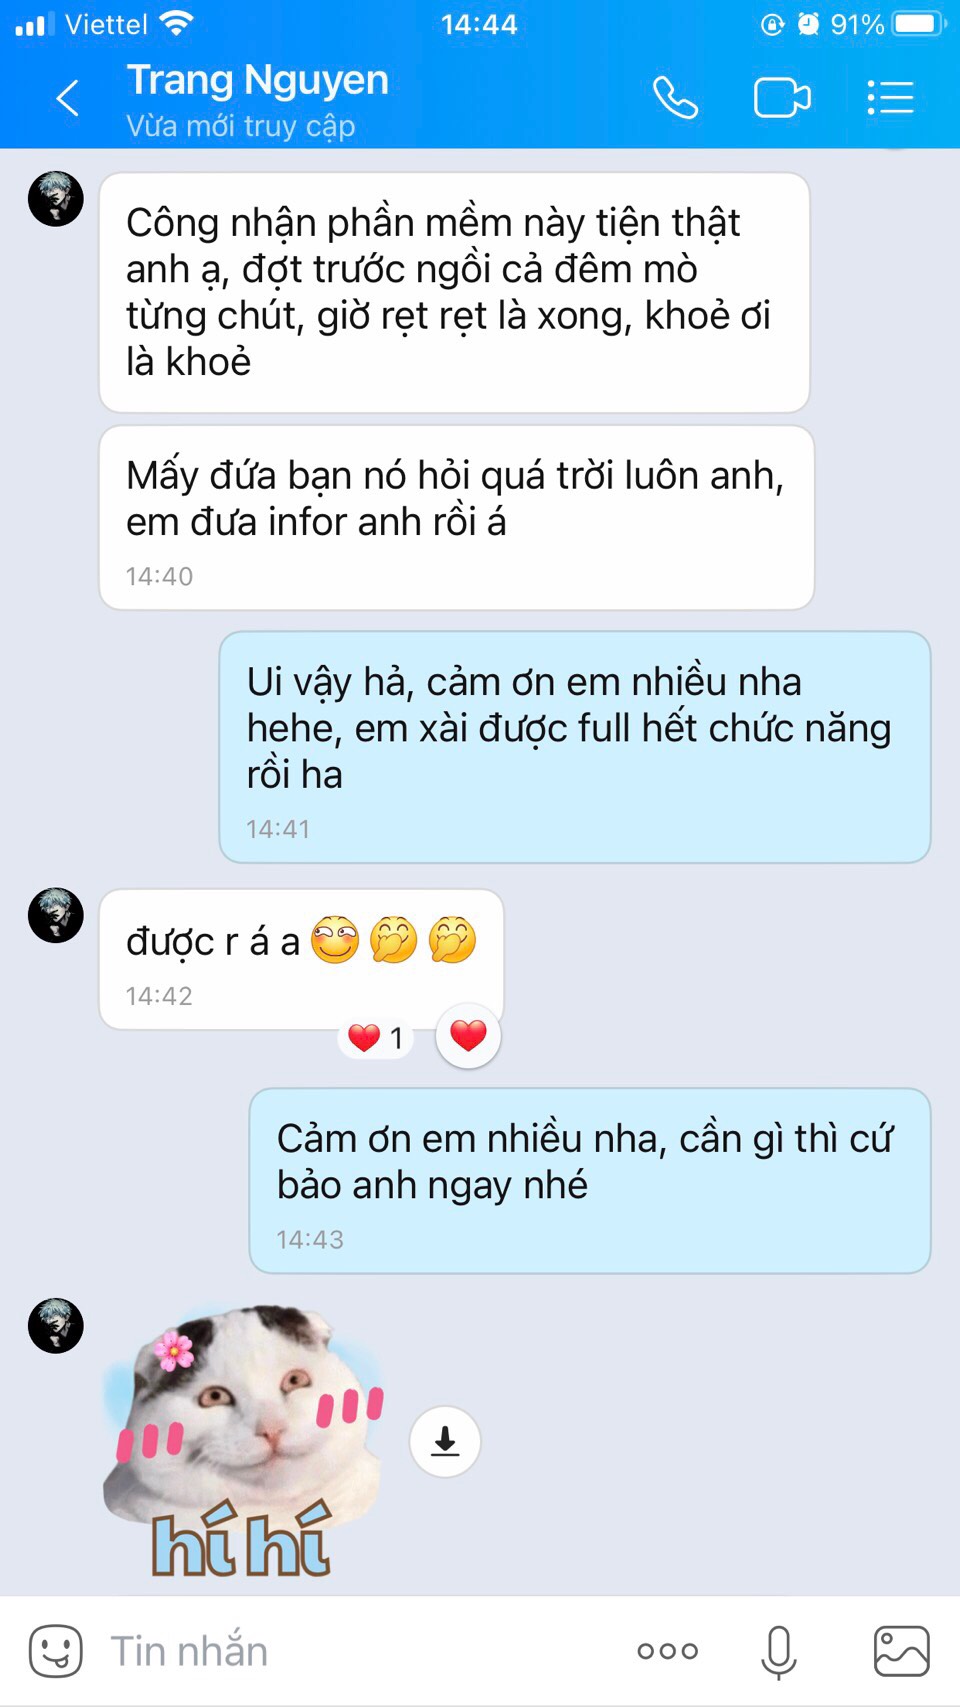 Viettel 14:44 91%
Trang Nguyen
Vừa mới truy cập
Công nhận phần mềm này tiện thật
anh ạ, đợt trước ngồi cả đêm mò
từng chút, giờ rẹt rẹt là xong, khoẻ ơi
là khoẻ
Mấy đứa bạn nó hỏi quá trời luôn anh,
em đưa infor anh rồi á
14:40
Ui vậy hả, cảm ơn em nhiều nha
hehe, em xài được full hết chức năng
rồi ha
14:41
được r á a
14:42
1
Cảm ơn em nhiều nha, cần gì thì cứ
bảo anh ngay nhé
14:43
hí hí
Tin nhắn